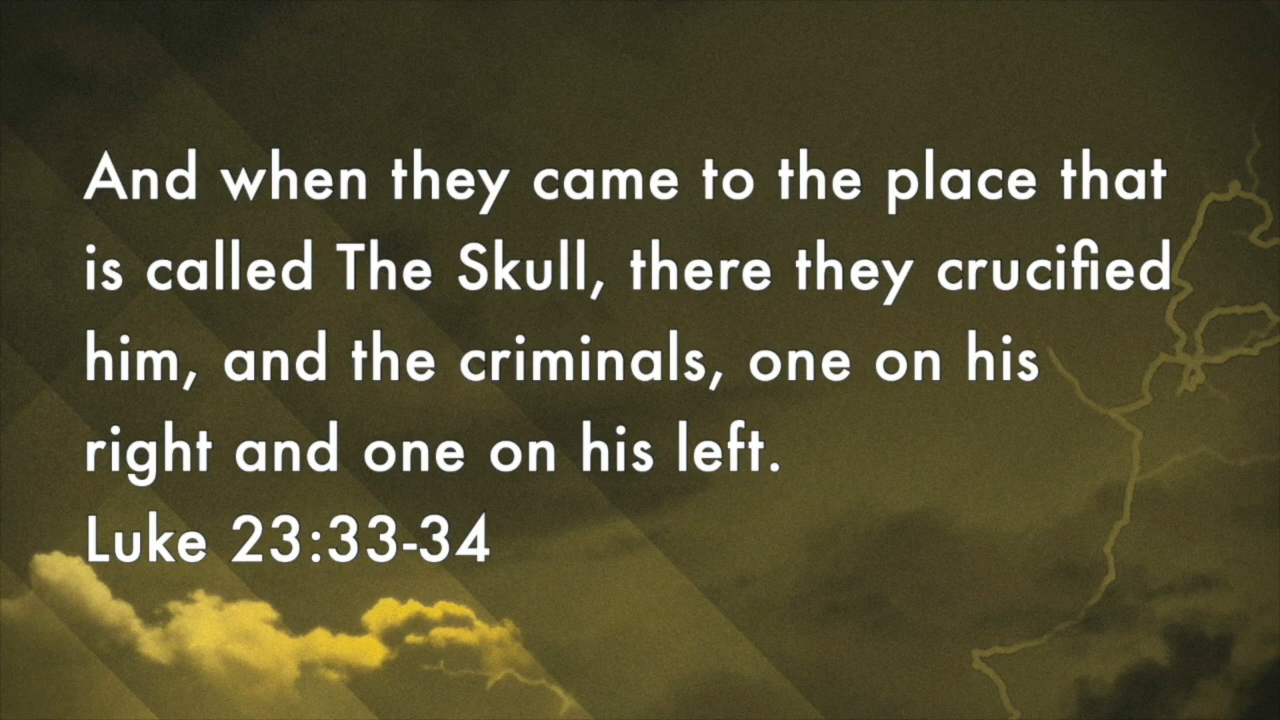 And when they came to the place that
is called The Skull, there they crucified
him, and the criminals, one on his
right and one on his left.
Luke 23:33-34